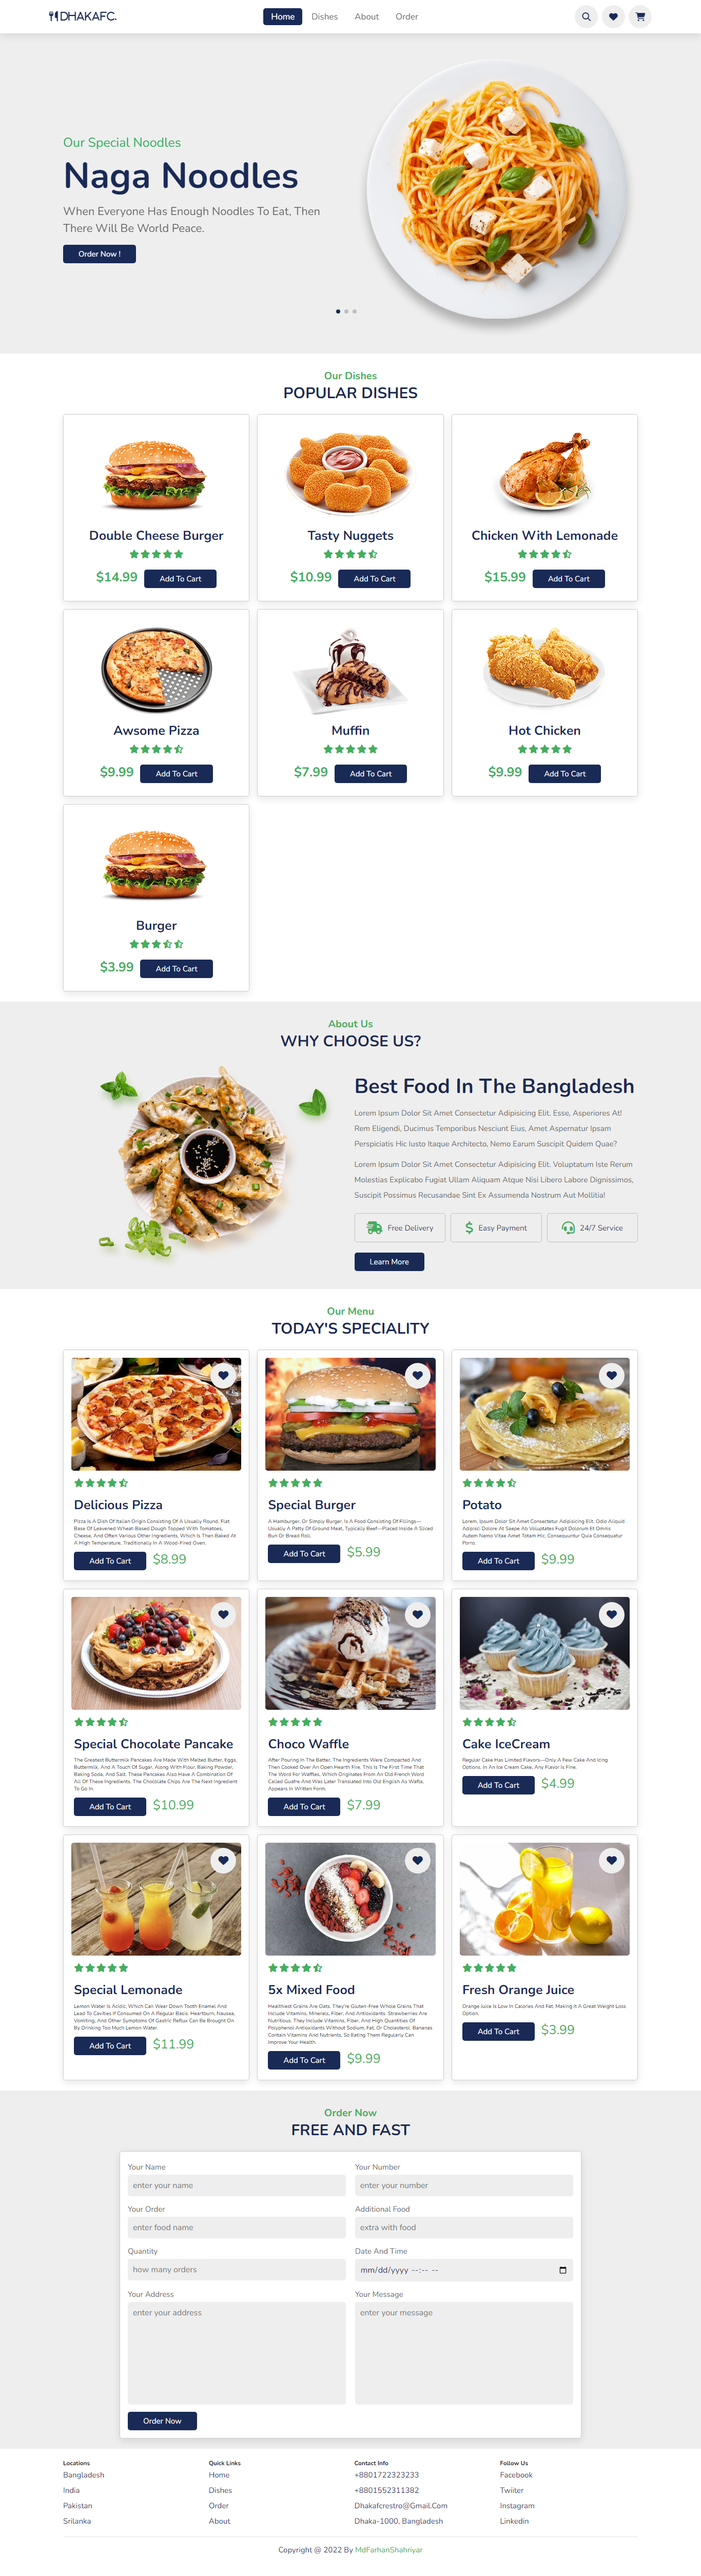 DHAKAFC.
Home
Dishes
About
Order
Our Special Noodles
Naga Noodles
When Everyone Has Enough Noodles To Eat, Then
There Will Be World Peace.
Order Now !
Our Dishes
POPULAR DISHES
Double Cheese Burger
$14.99 Add To Cart
Tasty Nuggets
$10.99 Add To Cart
Chicken With Lemonade
$15.99 Add To Cart
Awsome Pizza
$9.99 Add To Cart
Muffin
$7.99 Add To Cart
Hot Chicken
$9.99 Add To Cart
Burger
$3.99 Add To Cart
About Us
WHY CHOOSE US?
Best Food In The Bangladesh
Lorem Ipsum Dolor Sit Amet Consectetur Adipisicing Elit. Esse, Asperiores At!
Rem Eligendi, Ducimus Temporibus Nesciunt Eius, Amet Aspernatur Ipsam
Perspiciatis Hic Iusto Itaque Architecto, Nemo Earum Suscipit Quidem Quae?
Lorem Ipsum Dolor Sit Amet Consectetur Adipisicing Elit. Voluptatum Iste Rerum
Molestias Explicabo Fugiat Ullam Aliquam Atque Nisi Libero Labore Dignissimos,
Suscipit Possimus Recusandae Sint Ex Assumenda Nostrum Aut Mollitia!
Free Delivery
Easy Payment
24/7 Service
Learn More
Our Menu
TODAY'S SPECIALITY
Delicious Pizza
Pizza Is A Dish Of Italian Origin Consisting Of A Usually Round, Flat
Base Of Leavened Wheat-Based Dough Topped With Tomatoes,
Cheese, And Often Various Other Ingredients, Which Is Then Baked At
A High Temperature, Traditionally In A Wood-Fired Oven.
Add To Cart $8.99
Special Burger
A Hamburger, Or Simply Burger, Is A Food Consisting Of Fillings—
Usually A Patty Of Ground Meat, Typically Beef—Placed Inside A Sliced
Bun Or Bread Roll.
Add To Cart $5.99
Potato
Lorem, Ipsum Dolor Sit Amet Consectetur Adipisicing Elit. Odio Aliquid
Adipisci Dolore At Saepe Ab Voluptates Fugit Dolorum Et Omnis
Autem Nemo Vitae Amet Totam Hic, Consequuntur Quia Consequatur
Porro.
Add To Cart $9.99
Special Chocolate Pancake
The Greatest Buttermilk Pancakes Are Made With Melted Butter, Eggs,
Buttermilk, And A Touch Of Sugar, Along With Flour, Baking Powder,
Baking Soda, And Salt. These Pancakes Also Have A Combination Of
All Of These Ingredients. The Chocolate Chips Are The Next Ingredient
To Go In.
Add To Cart $10.99
Choco Waffle
After Pouring In The Batter, The Ingredients Were Compacted And
Then Cooked Over An Open Hearth Fire. This Is The First Time That
The Word For Waffles, Which Originates From An Old French Word
Called Guafre And Was Later Translated Into Old English As Wafla,
Appears In Written Form.
Add To Cart $7.99
Cake IceCream
Regular Cake Has Limited Flavors—Only A Few Cake And Icing
Options. In An Ice Cream Cake, Any Flavor Is Fine.
Add To Cart $4.99
Special Lemonade
Lemon Water Is Acidic, Which Can Wear Down Tooth Enamel And
Lead To Cavities If Consumed On A Regular Basis. Heartburn, Nausea,
Vomiting, And Other Symptoms Of Gastric Reflux Can Be Brought On
By Drinking Too Much Lemon Water.
Add To Cart $11.99
5x Mixed Food
Healthiest Grains Are Oats. They're Gluten-Free Whole Grains That
Include Vitamins, Minerals, Fiber, And Antioxidants. Strawberries Are
Nutritious. They Include Vitamins, Fiber, And High Quantities Of
Polyphenol Antioxidants Without Sodium, Fat, Or Cholesterol. Bananas
Contain Vitamins And Nutrients, So Eating Them Regularly Can
Improve Your Health.
Add To Cart $9.99
Fresh Orange Juice
Orange Juice Is Low In Calories And Fat, Making It A Great Weight Loss
Option.
Add To Cart $3.99
Order Now
FREE AND FAST
Your Name
enter your name
Your Number
enter your number
Your Order
enter food name
Additional Food
extra with food
Quantity
how many orders
Date And Time
mm/dd/yyyy --:-- --
Your Address
enter your address
Your Message
enter your message
Order Now
Locations
Bangladesh
India
Pakistan
Srilanka
Quick Links
Home
Dishes
Order
About
Contact Info
+8801722323233
+8801552311382
Dhakafcrestro@Gmail.Com
Dhaka-1000, Bangladesh
Follow Us
Facebook
Twiiter
Instagram
Linkedin
Copyright @ 2022 By MdFarhanShahriyar